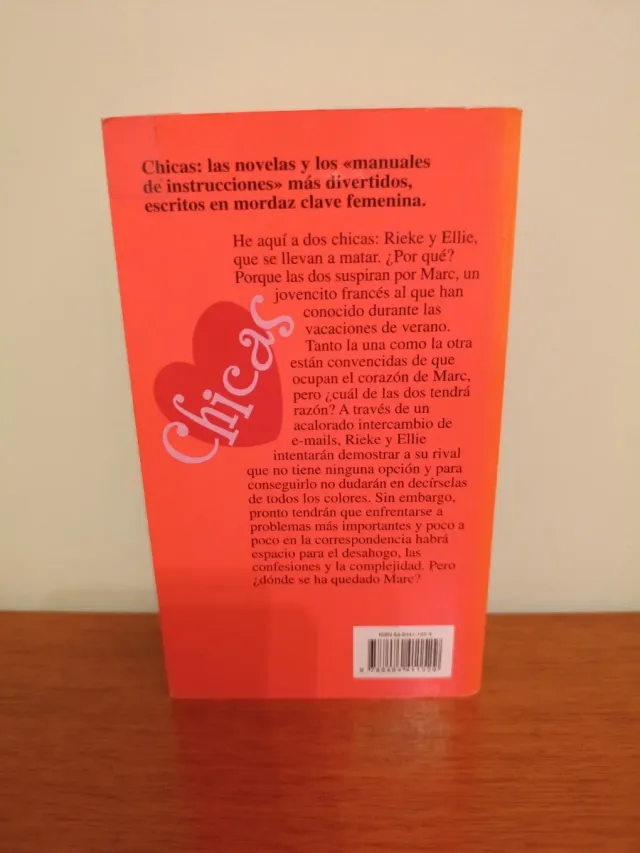 Chicas: las novelas y los «manuales
de instrucciones» más divertidos,
escritos en mordaz clave femenina.
He aquí a dos chicas: Rieke y Ellie,
que se llevan a matar. ¿Por qué?
Porque las dos suspiran por Marc, un
jovencito francés al que han
conocido durante las
vacaciones de verano.
Tanto la una como la otra
están convencidas de que
ocupan el corazón de Marc,
pero ¿cuál de las dos tendrá
razón? A través de un
acalorado intercambio de
e-mails, Rieke y Ellie
intentarán demostrar a su rival
que no tiene ninguna opción y para
conseguirlo no dudarán en decírselas
de todos los colores. Sin embargo,
pronto tendrán que enfrentarse a
problemas más importantes y poco a
poco en la correspondencia habrá
espacio para el desahogo, las
confesiones y la complejidad. Pero
¿dónde se ha quedado Marc?
Chicas
ISBN